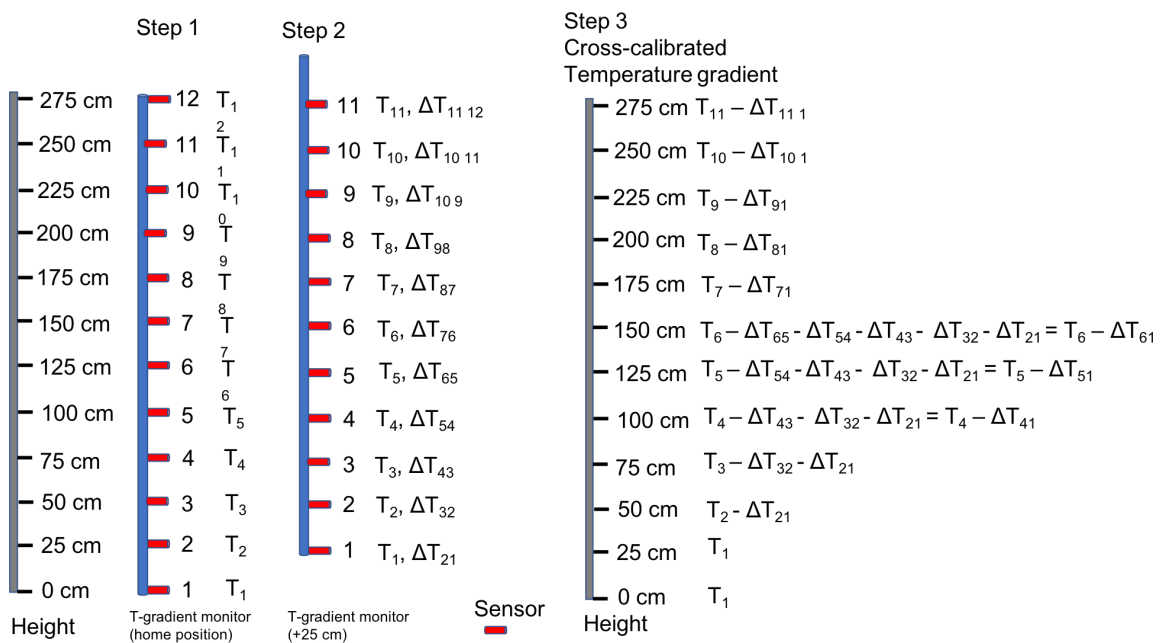 Step 1
Step 2
Step 3
Cross-calibrated
Temperature gradient
275 cm
250 cm
225 cm
200 cm
175 cm
150 cm
125 cm
100 cm
75 cm
50 cm
25 cm
0 cm
Height
12 T₁
2
11 T₁
1
10 T₁
0
9 T
9
8 T
8
7 T
7
6 T
6
5 T₅
4 T₄
3 T₃
2 T₂
1 T₁
T-gradient monitor
(home position)
11 T₁₁, ΔT₁₁ ₁₂
10 T₁₀, ΔT₁₀ ₁₁
9 T₉, ΔT₁₀ ₉
8 T₈, ΔT₉₈
7 T₇, ΔT₈₇
6 T₆, ΔT₇₆
5 T₅, ΔT₆₅
4 T₄, ΔT₅₄
3 T₃, ΔT₄₃
2 T₂, ΔT₃₂
1 T₁, ΔT₂₁
T-gradient monitor
(+25 cm)
Sensor
275 cm T₁₁ – ΔT₁₁ ₁
250 cm T₁₀ – ΔT₁₀ ₁
225 cm T₉ – ΔT₉₁
200 cm T₈ – ΔT₈₁
175 cm T₇ – ΔT₇₁
150 cm T₆ – ΔT₆₅ - ΔT₅₄ - ΔT₄₃ - ΔT₃₂ - ΔT₂₁ = T₆ – ΔT₆₁
125 cm T₅ – ΔT₅₄ - ΔT₄₃ - ΔT₃₂ - ΔT₂₁ = T₅ – ΔT₅₁
100 cm T₄ – ΔT₄₃ - ΔT₃₂ - ΔT₂₁ = T₄ – ΔT₄₁
75 cm T₃ – ΔT₃₂ - ΔT₂₁
50 cm T₂ - ΔT₂₁
25 cm T₁
0 cm T₁
Height